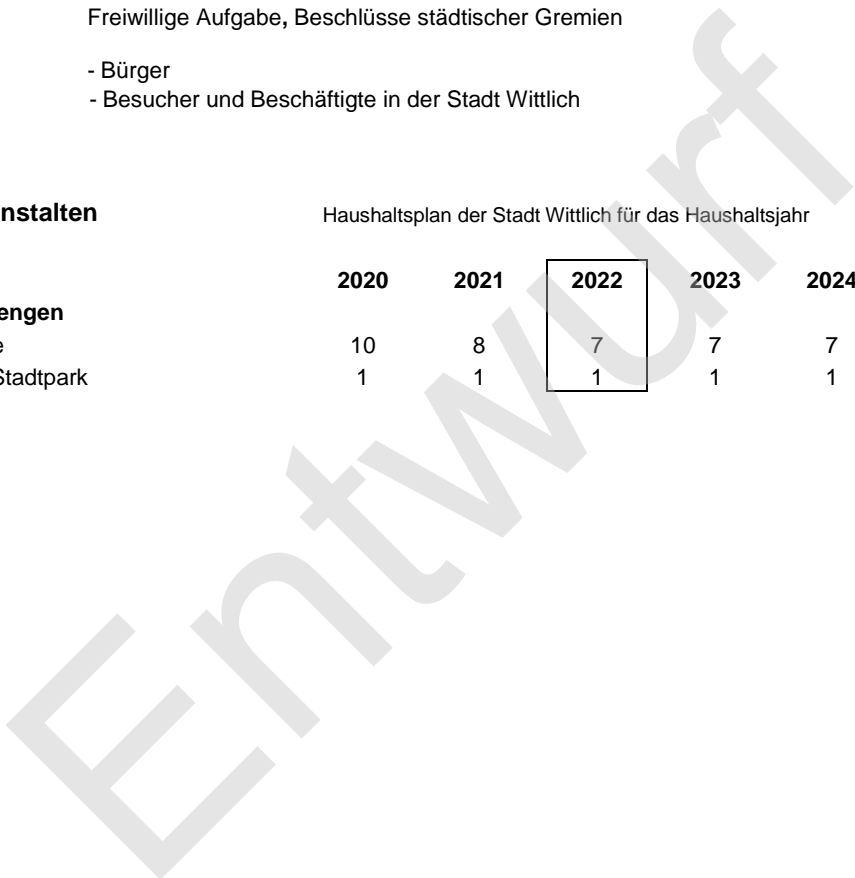 Freiwillige Aufgabe, Beschlüsse städtischer Gremien
- Bürger
- Besucher und Beschäftigte in der Stadt Wittlich
nstalten Haushaltsplan der Stadt Wittlich für das Haushaltsjahr
2020 2021 2022 2023 2024
engen
e 10 8 7 7 7
Stadtpark 1 1 1 1 1
Entwurf